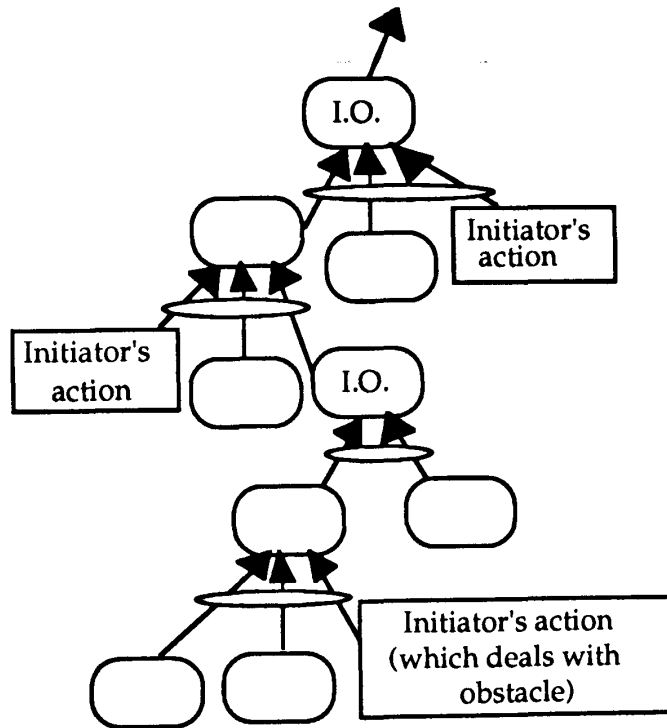 I.O.
Initiator's
action
Initiator's
action
I.O.
Initiator's action
(which deals with
obstacle)